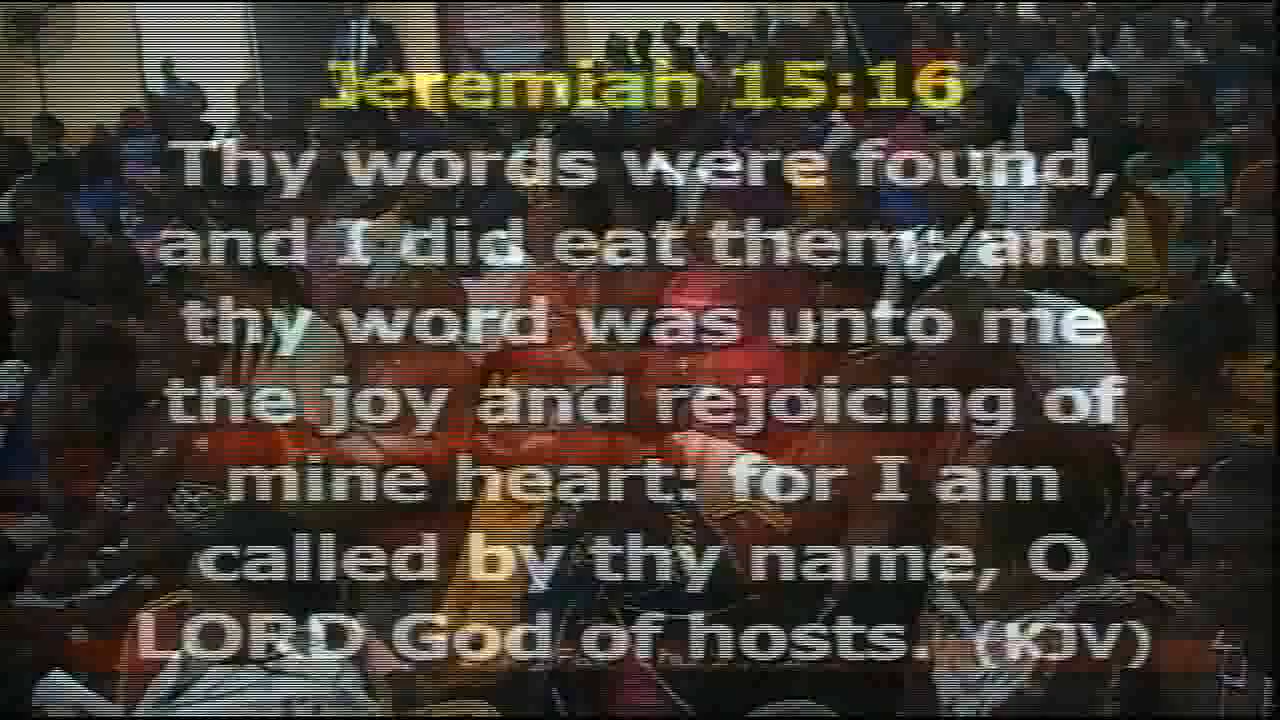 Jeremiah 15:16
Thy words were found,
and I did eat them; and
thy word was unto me
the joy and rejoicing of
mine heart: for I am
called by thy name, O
LORD God of hosts. (KJV)